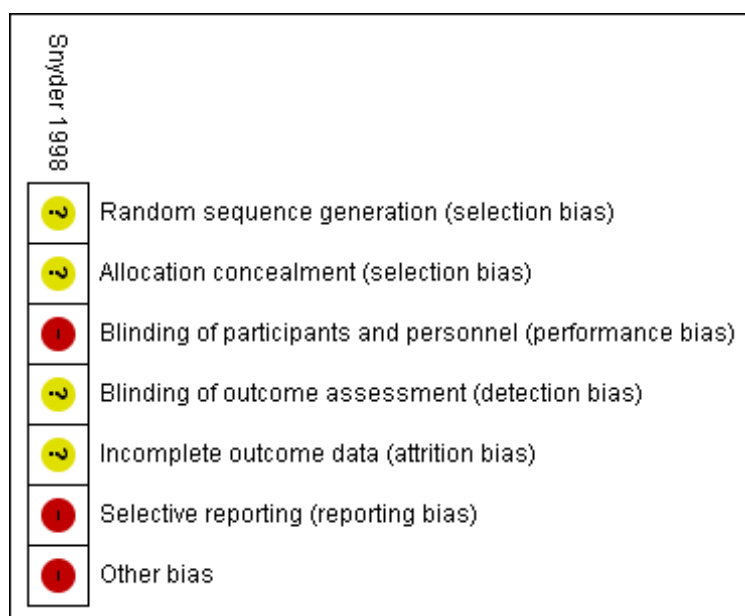 Snyder 1998
? Random sequence generation (selection bias)
? Allocation concealment (selection bias)
- Blinding of participants and personnel (performance bias)
? Blinding of outcome assessment (detection bias)
? Incomplete outcome data (attrition bias)
- Selective reporting (reporting bias)
- Other bias